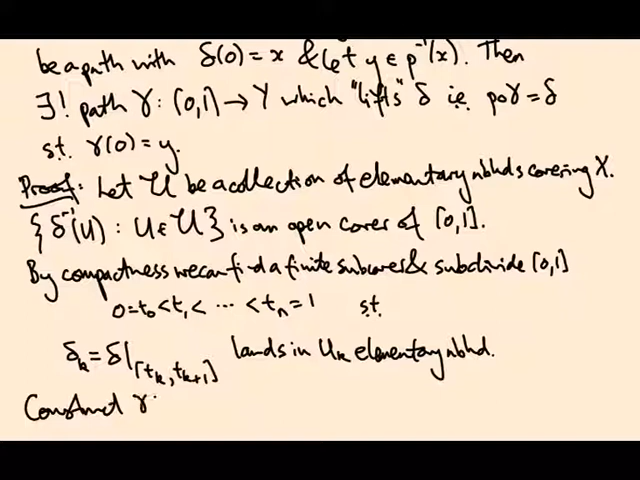 be a path with δ(0) = x & let y ∈ p⁻¹(x). Then
∃! path γ: [0,1] → Y which "lifts" δ i.e. p∘γ = δ
s.t. γ(0) = y.
Proof: Let 𝒰 be a collection of elementary nbhds covering X.
{δ⁻¹(U) : U ∈ 𝒰} is an open cover of [0,1].
By compactness we can find a finite subcover & subdivide [0,1]
0 = t₀ < t₁ < ⋯ < tₙ = 1 s.t.
δₖ = δ|[tₖ, tₖ₊₁] lands in Uₖ elementary nbhd.
Construct γ